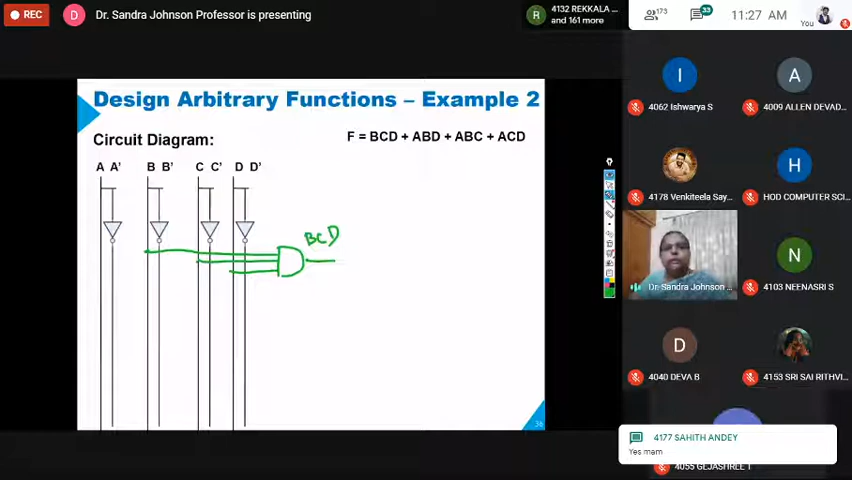 REC
D
Dr. Sandra Johnson Professor is presenting
R
4132 REKKALA ...
and 161 more
173
33
11:27 AM
You
Design Arbitrary Functions – Example 2
Circuit Diagram:
F = BCD + ABD + ABC + ACD
A A' B B' C C' D D'
BCD
36
I
4062 Ishwarya S
A
4009 ALLEN DEVAD...
4178 Venkiteela Say...
H
HOD COMPUTER SCI...
Dr. Sandra Johnson ...
N
4103 NEENASRI S
D
4040 DEVA B
4153 SRI SAI RITHVI...
4177 SAHITH ANDEY
Yes mam
4055 GEJASHREE T